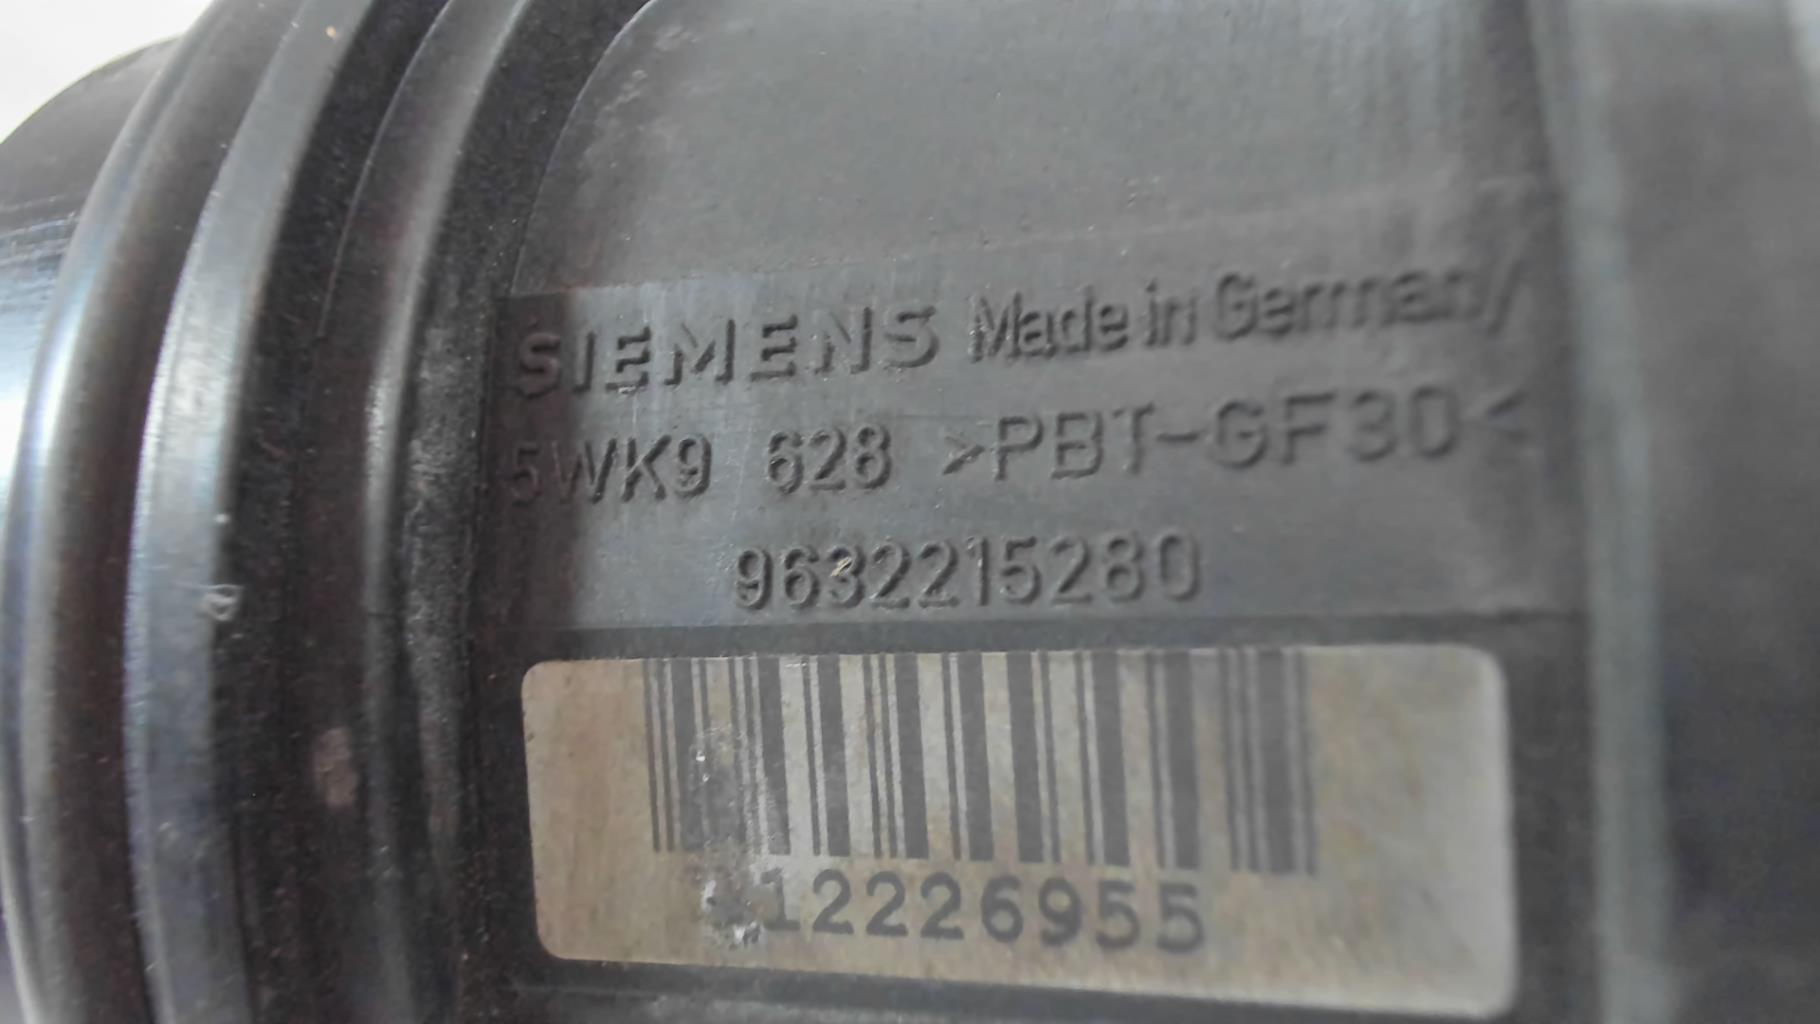 SIEMENS Made in Germany
5WK9 628 >PBT-GF30<
9632215280
12226955